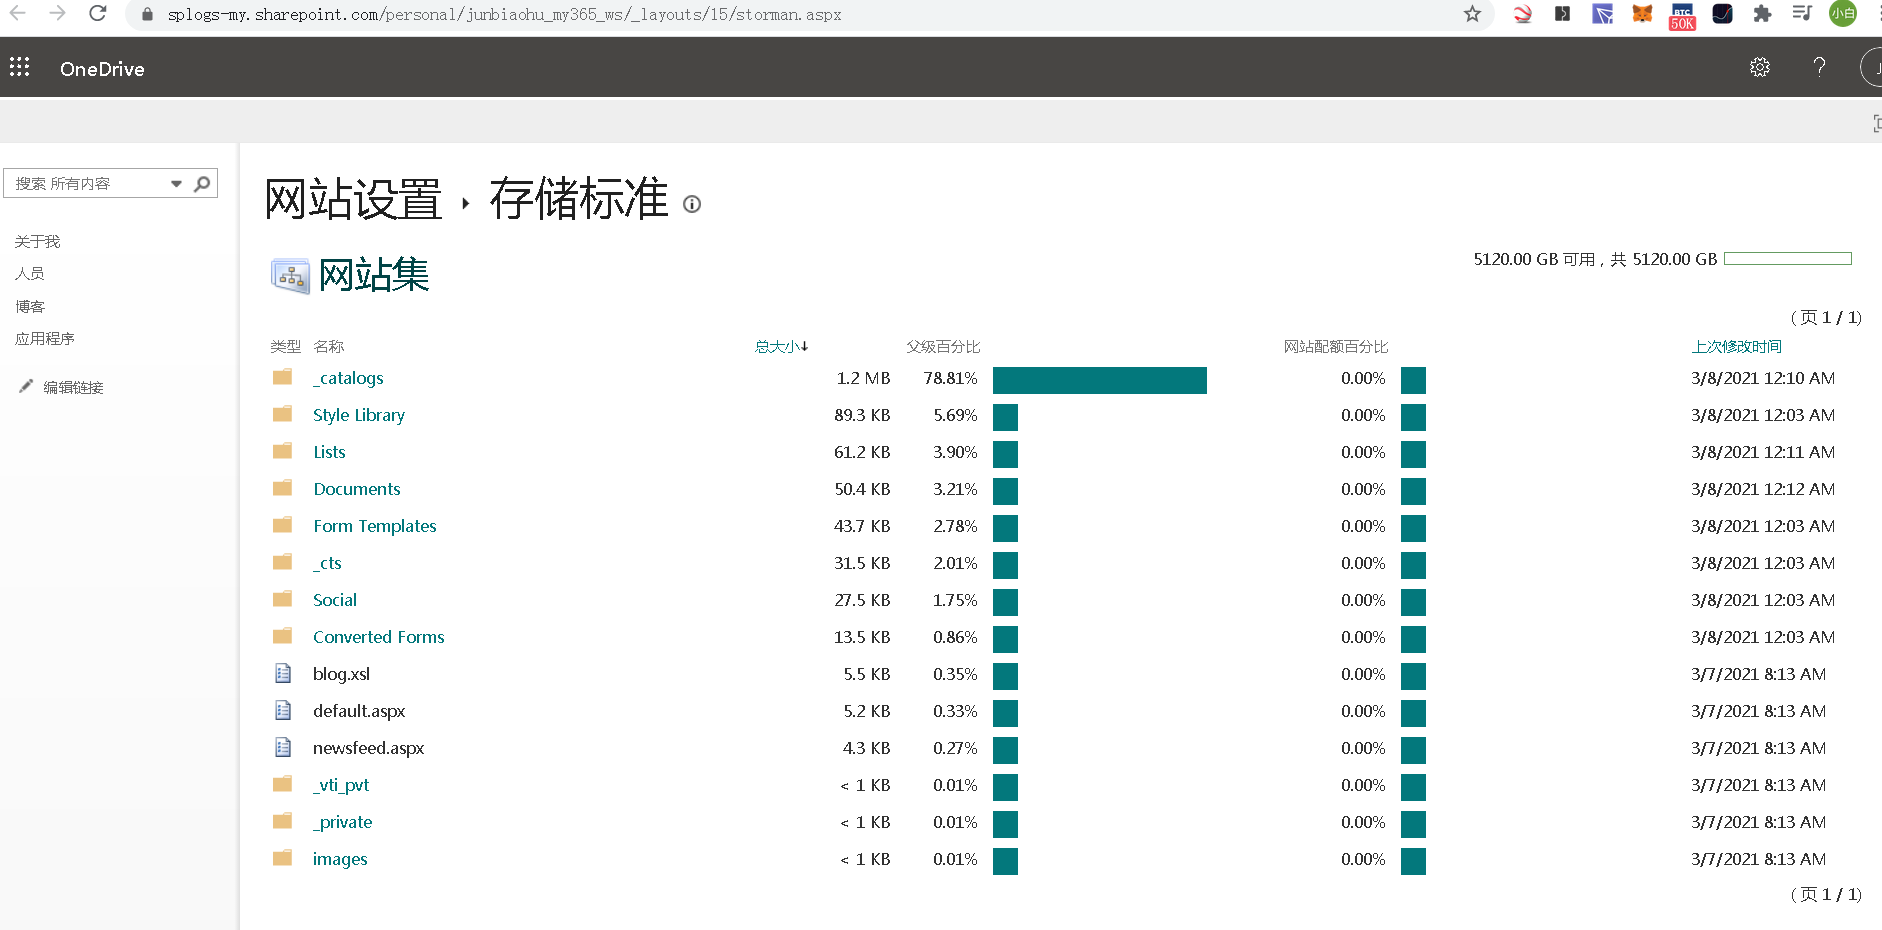 splogs-my.sharepoint.com/personal/junbiaohu_my365_ws/_layouts/15/storman.aspx
BTC
50K
小白
OneDrive
?
J
搜索 所有内容
关于我
人员
博客
应用程序
编辑链接
网站设置 ▸ 存储标准
网站集
5120.00 GB 可用，共 5120.00 GB
(页 1 / 1)
类型 名称 总大小↓ 父级百分比 网站配额百分比 上次修改时间
_catalogs 1.2 MB 78.81% 0.00% 3/8/2021 12:10 AM
Style Library 89.3 KB 5.69% 0.00% 3/8/2021 12:03 AM
Lists 61.2 KB 3.90% 0.00% 3/8/2021 12:11 AM
Documents 50.4 KB 3.21% 0.00% 3/8/2021 12:12 AM
Form Templates 43.7 KB 2.78% 0.00% 3/8/2021 12:03 AM
_cts 31.5 KB 2.01% 0.00% 3/8/2021 12:03 AM
Social 27.5 KB 1.75% 0.00% 3/8/2021 12:03 AM
Converted Forms 13.5 KB 0.86% 0.00% 3/8/2021 12:03 AM
blog.xsl 5.5 KB 0.35% 0.00% 3/7/2021 8:13 AM
default.aspx 5.2 KB 0.33% 0.00% 3/7/2021 8:13 AM
newsfeed.aspx 4.3 KB 0.27% 0.00% 3/7/2021 8:13 AM
_vti_pvt < 1 KB 0.01% 0.00% 3/7/2021 8:13 AM
_private < 1 KB 0.01% 0.00% 3/7/2021 8:13 AM
images < 1 KB 0.01% 0.00% 3/7/2021 8:13 AM
(页 1 / 1)